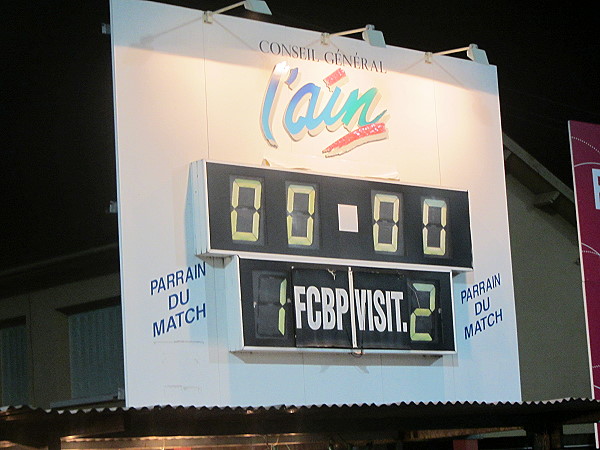 CONSEIL GÉNÉRAL
l'ain
00 00
PARRAIN
DU
MATCH
1 FCBP VISIT. 2
PARRAIN
DU
MATCH